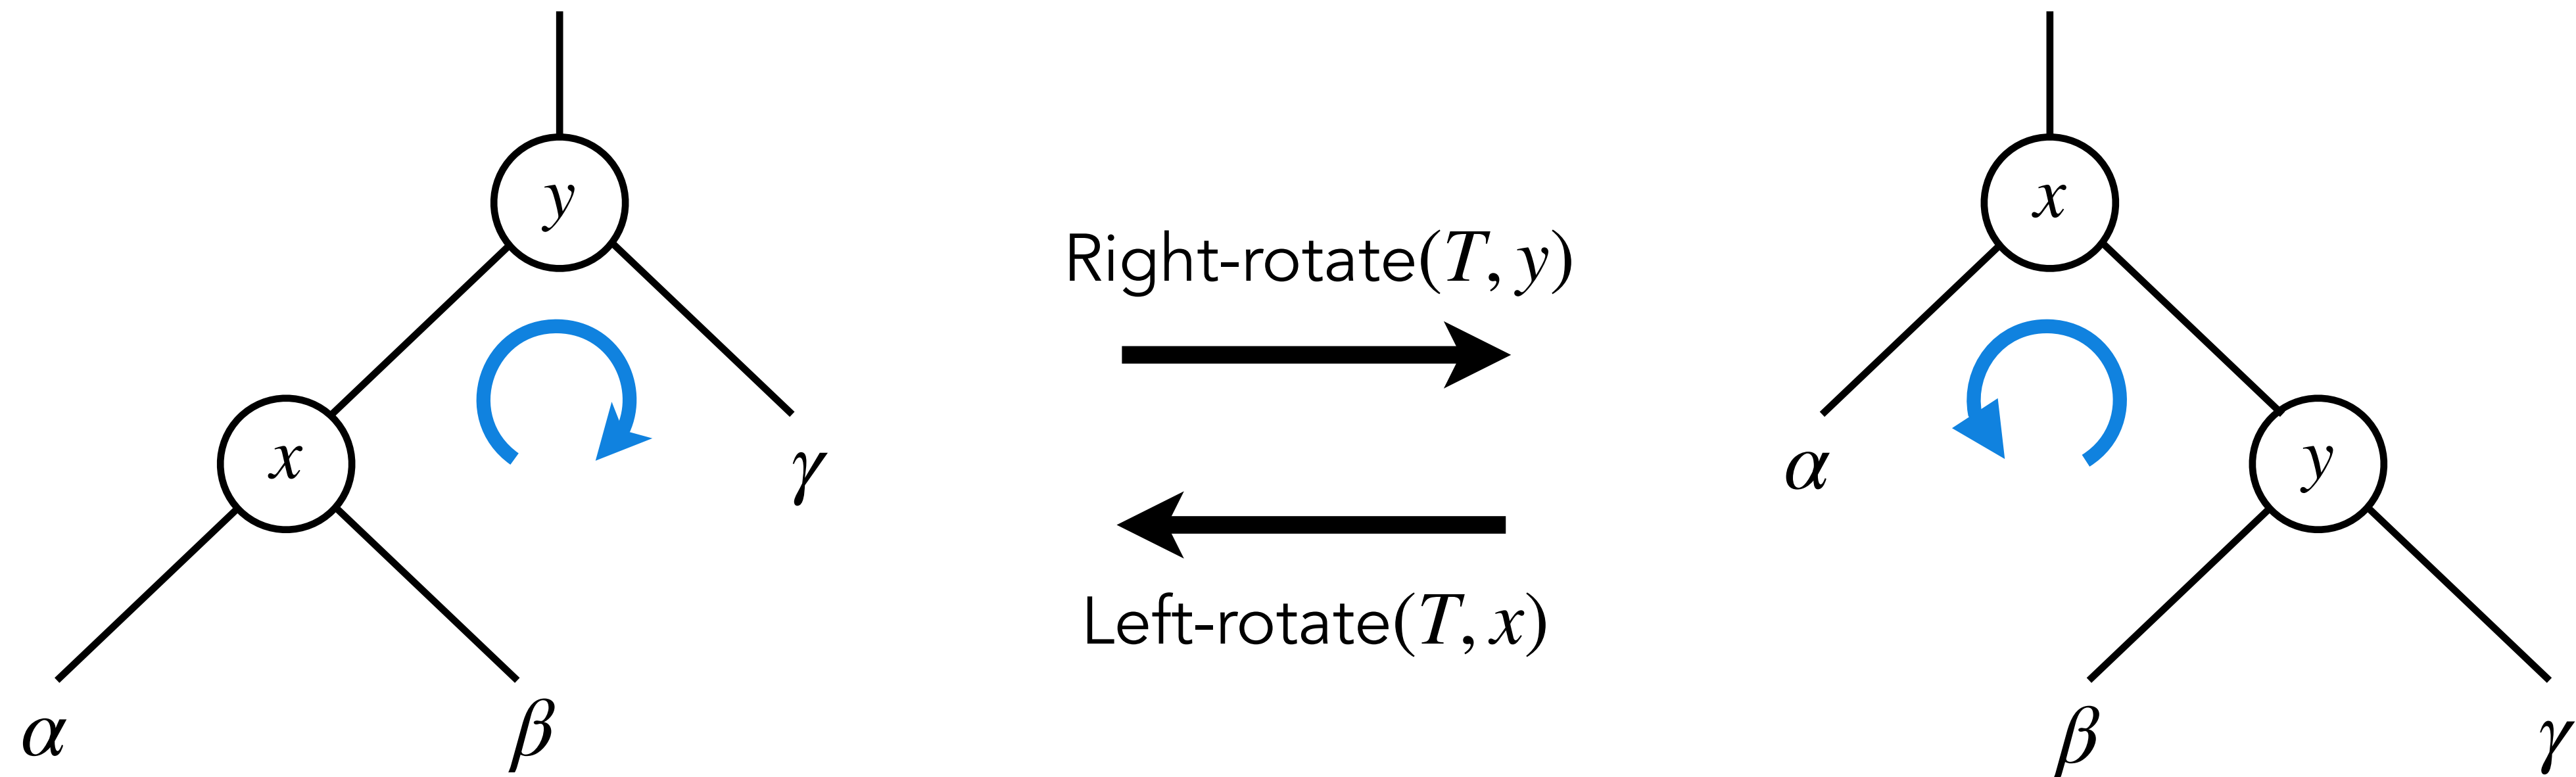 y
x
Right-rotate(T, y)
x
γ
α
y
Left-rotate(T, x)
α
β
β
γ